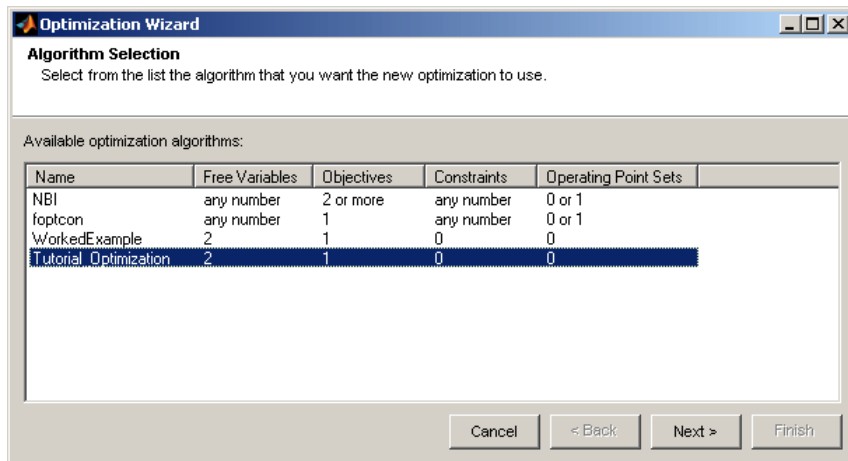 Optimization Wizard
Algorithm Selection
Select from the list the algorithm that you want the new optimization to use.
Available optimization algorithms:
Name Free Variables Objectives Constraints Operating Point Sets
NBI any number 2 or more any number 0 or 1
foptcon any number 1 any number 0 or 1
WorkedExample 2 1 0 0
Tutorial_Optimization 2 1 0 0
Cancel < Back Next > Finish